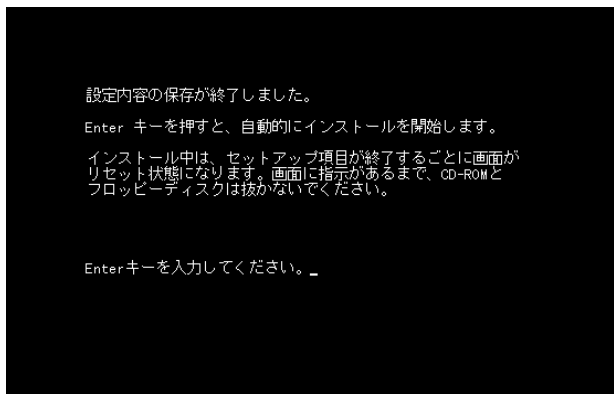 設定内容の保存が終了しました。
Enter キーを押すと、自動的にインストールを開始します。
インストール中は、セットアップ項目が終了するごとに画面が
リセット状態になります。画面に指示があるまで、CD-ROMと
フロッピーディスクは抜かないでください。
Enterキーを入力してください。_